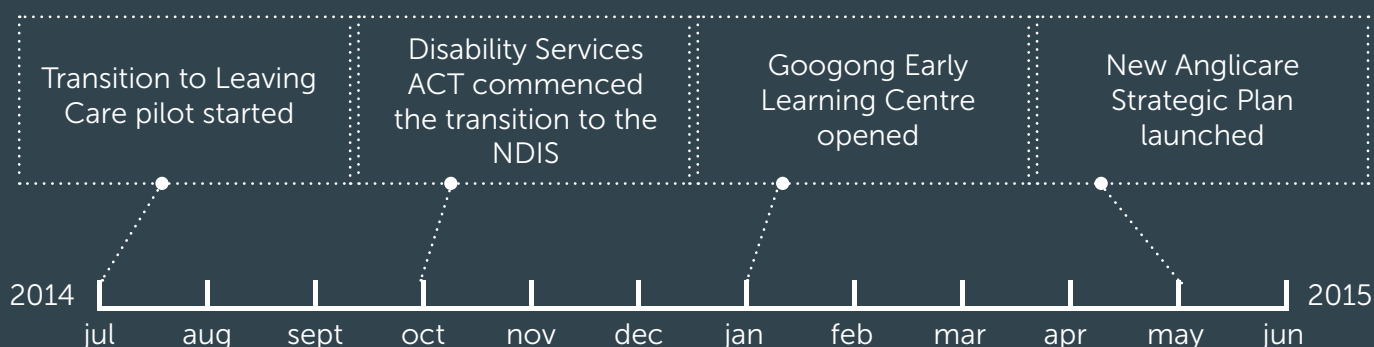 Transition to Leaving
Care pilot started
Disability Services
ACT commenced
the transition to the
NDIS
Googong Early
Learning Centre
opened
New Anglicare
Strategic Plan
launched
2014
2015
jul
aug
sept
oct
nov
dec
jan
feb
mar
apr
may
jun